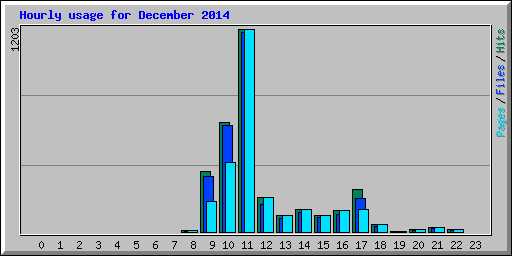 Hourly usage for December 2014
1203
Pages/Files/Hits
0 1 2 3 4 5 6 7 8 9 10 11 12 13 14 15 16 17 18 19 20 21 22 23